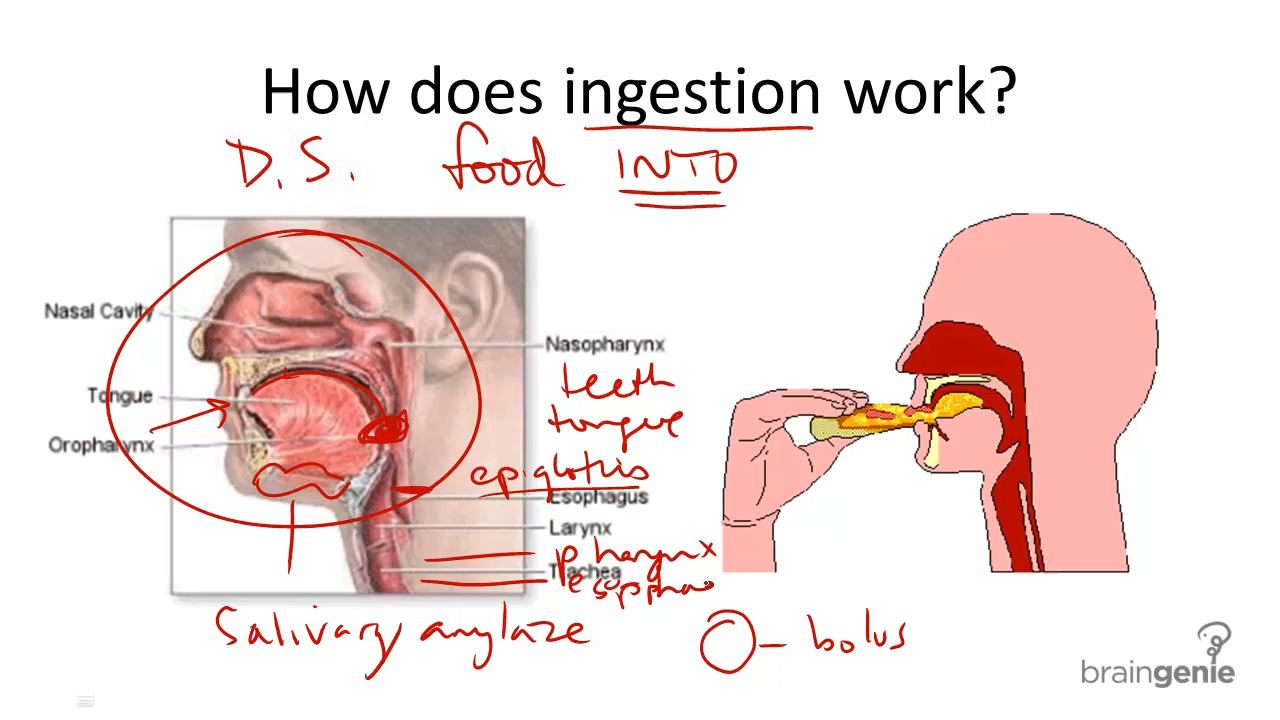 How does ingestion work?
D.S. food INTO
Nasal Cavity
Nasopharynx
teeth
Tongue
tongue
Oropharynx
epiglottis
Esophagus
Larynx
pharynx
Trachea
esophag
Salivary amylaze
O- bolus
braingenie